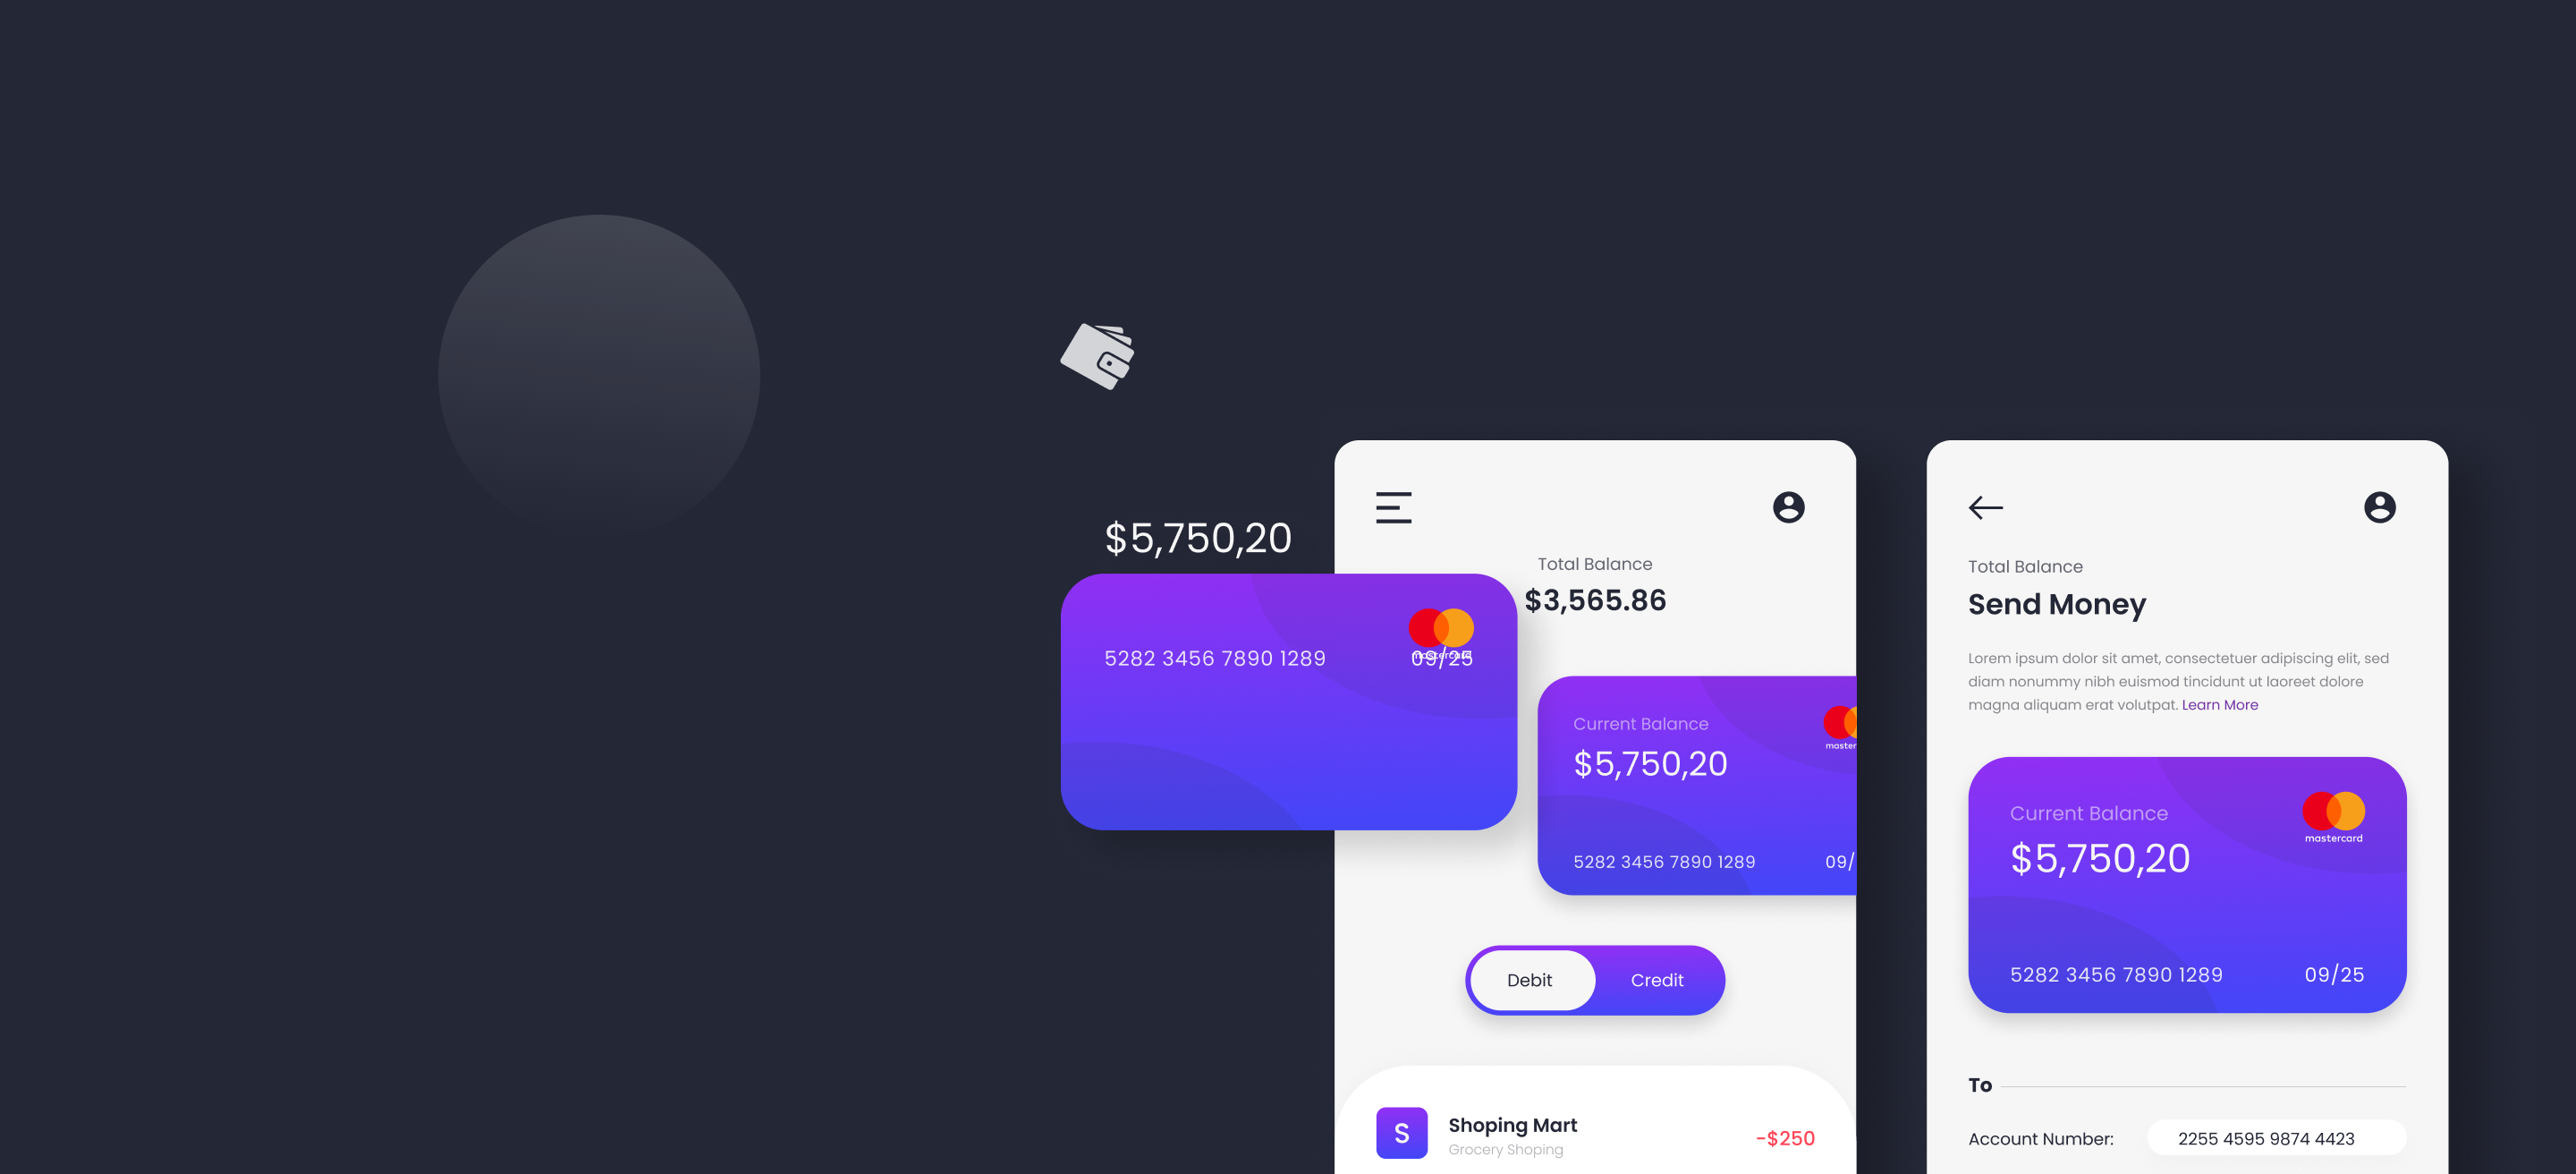 $5,750,20
5282 3456 7890 1289
09/25
Total Balance
$3,565.86
Current Balance
$5,750,20
5282 3456 7890 1289
09/
Debit
Credit
S
Shoping Mart
Grocery Shoping
-$250
Total Balance
Send Money
Lorem ipsum dolor sit amet, consectetuer adipiscing elit, sed
diam nonummy nibh euismod tincidunt ut laoreet dolore
magna aliquam erat volutpat. Learn More
Current Balance
mastercard
$5,750,20
5282 3456 7890 1289
09/25
To
Account Number:
2255 4595 9874 4423